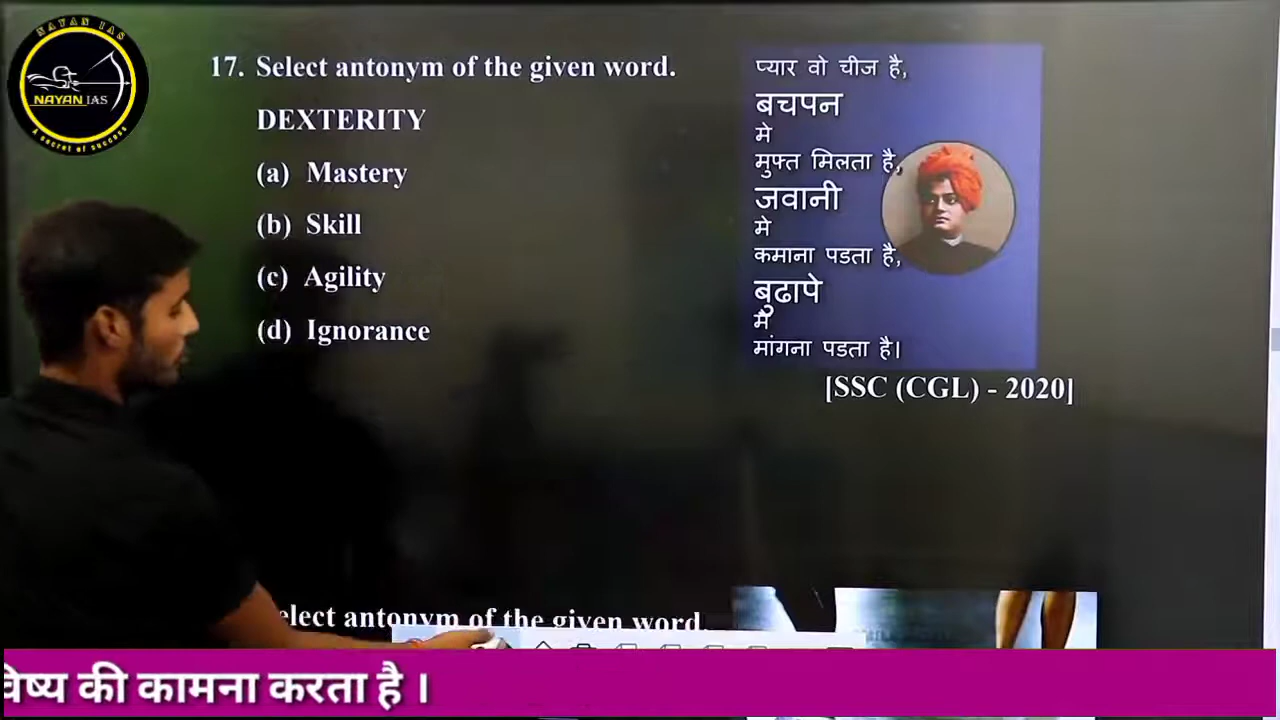 NAYAN IAS
NAYAN IAS
A secret of success
17. Select antonym of the given word.
DEXTERITY
(a) Mastery
(b) Skill
(c) Agility
(d) Ignorance
प्यार वो चीज है,
बचपन
मे
मुफ्त मिलता है,
जवानी
मे
कमाना पडता है,
बुढापे
मैं
मांगना पडता है।
[SSC (CGL) - 2020]
elect antonym of the given word.
विष्य की कामना करता है ।